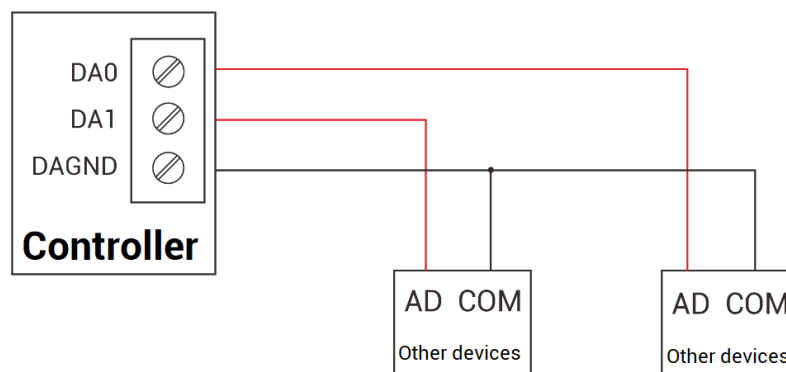 DA0
DA1
DAGND
Controller
AD COM
Other devices
AD COM
Other devices